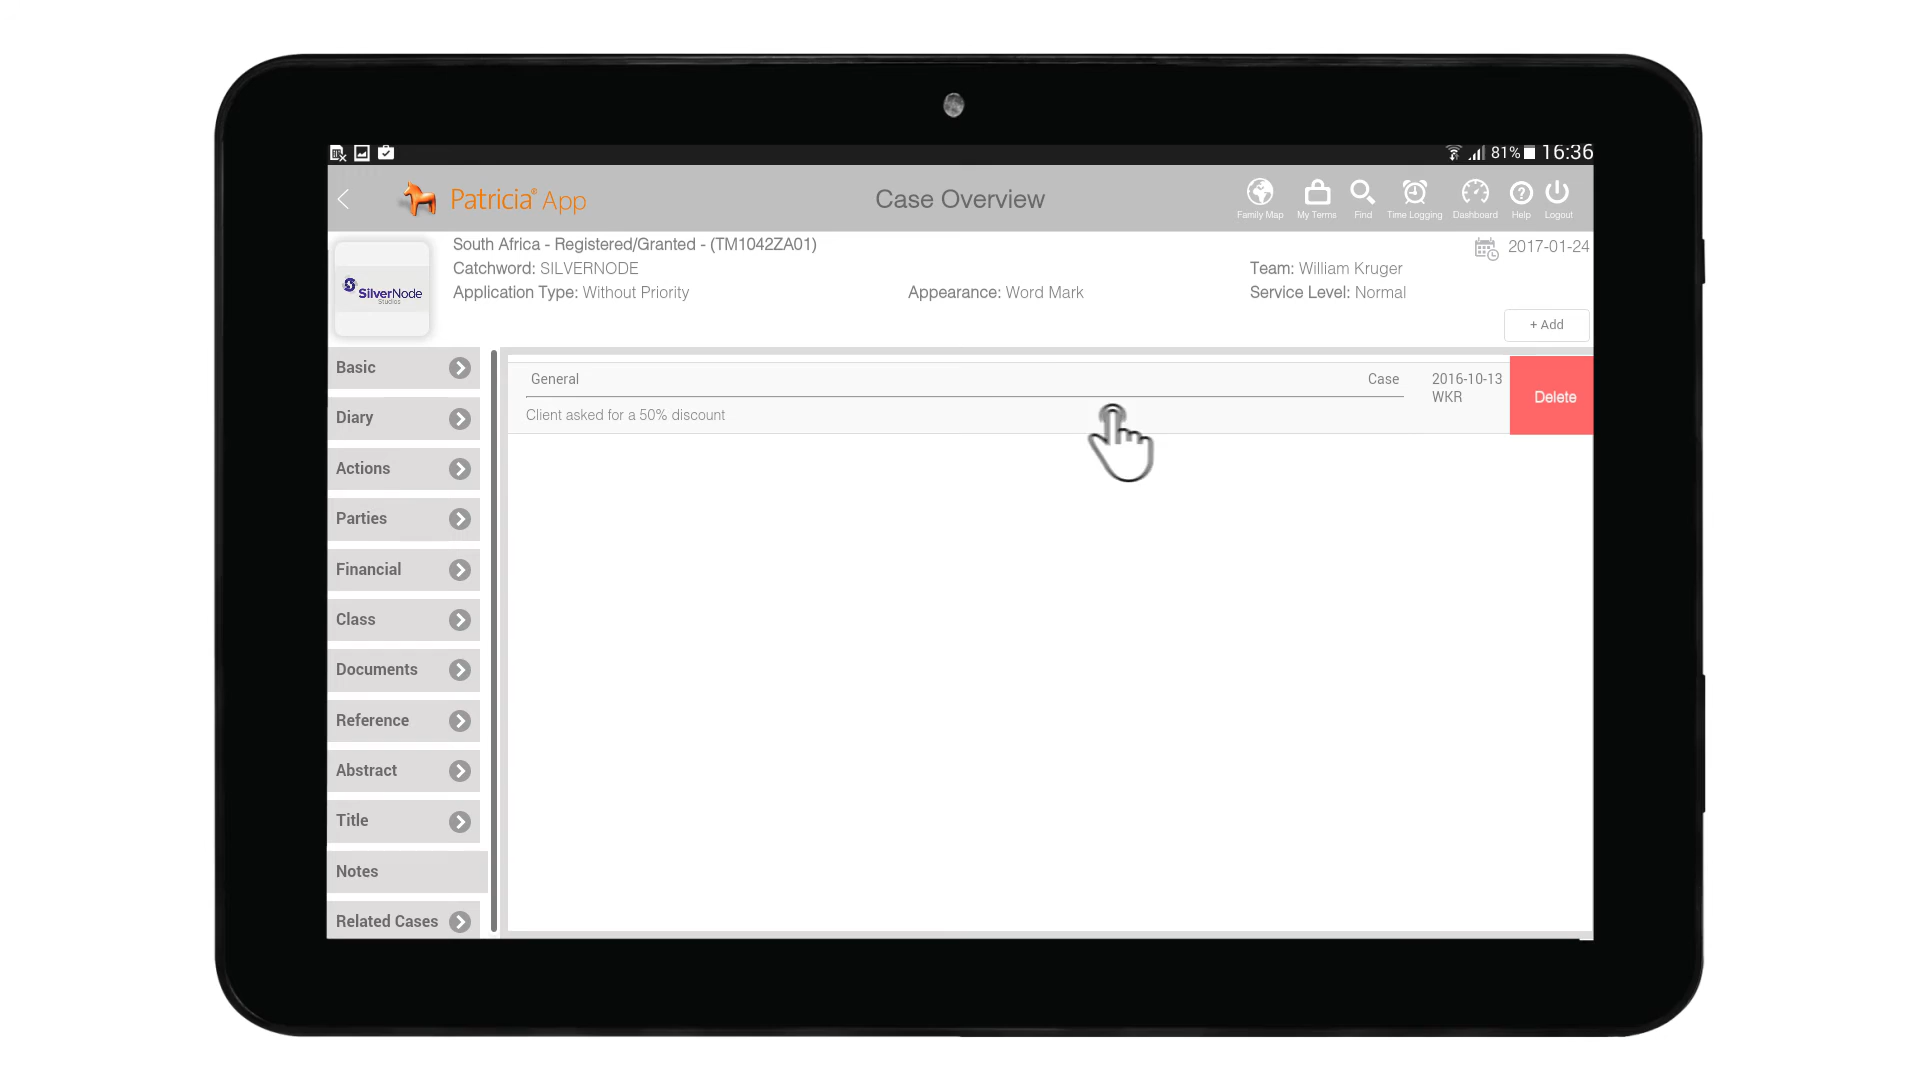 81% 16:36
Patricia® App
Case Overview
Family Map My Terms Find Time Logging Dashboard Help Logout
South Africa - Registered/Granted - (TM1042ZA01)
2017-01-24
Catchword: SILVERNODE
Team: William Kruger
Application Type: Without Priority
Appearance: Word Mark
Service Level: Normal
SilverNode
Studios
+ Add
Basic
Diary
Actions
Parties
Financial
Class
Documents
Reference
Abstract
Title
Notes
Related Cases
General Case 2016-10-13
WKR
Delete
Client asked for a 50% discount